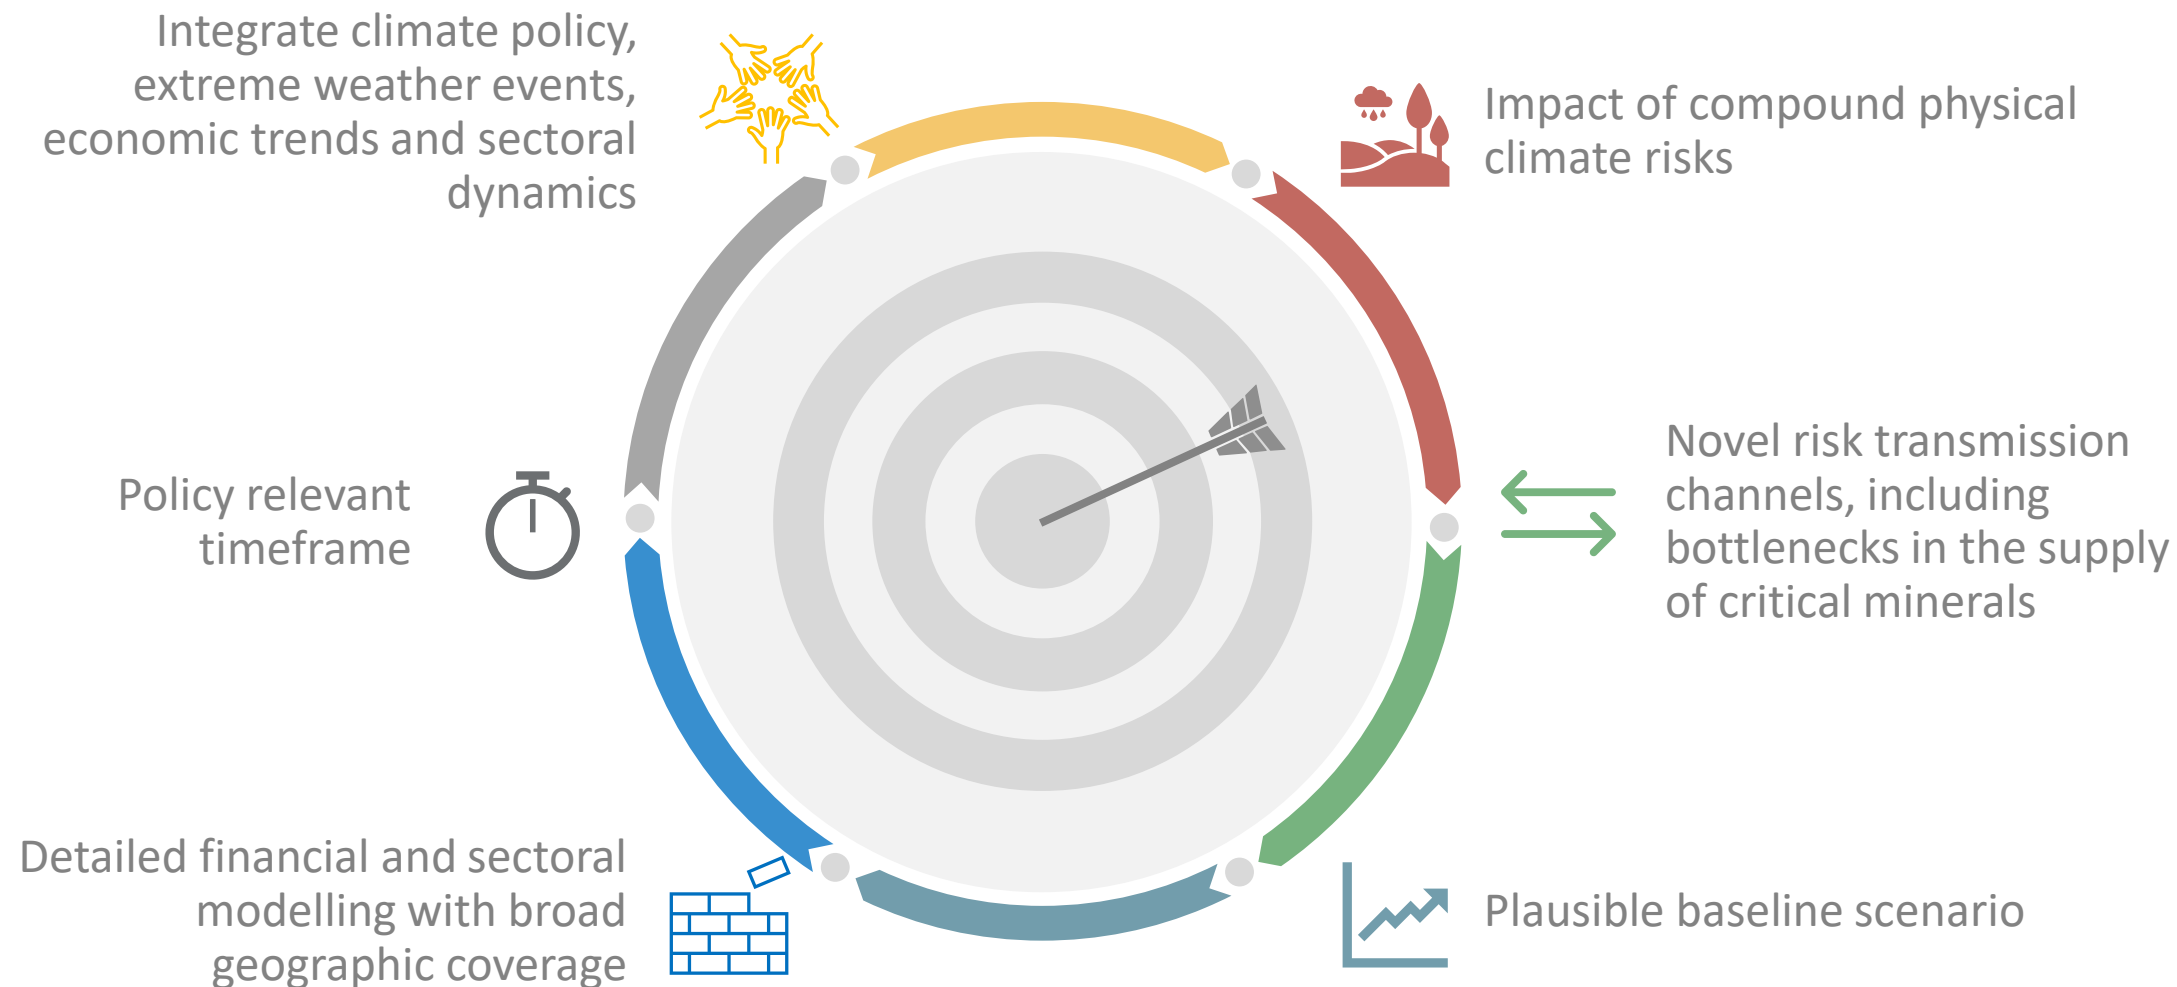 Integrate climate policy,
extreme weather events,
economic trends and sectoral
dynamics
Impact of compound physical
climate risks
Novel risk transmission
channels, including
bottlenecks in the supply
of critical minerals
Policy relevant
timeframe
Detailed financial and sectoral
modelling with broad
geographic coverage
Plausible baseline scenario